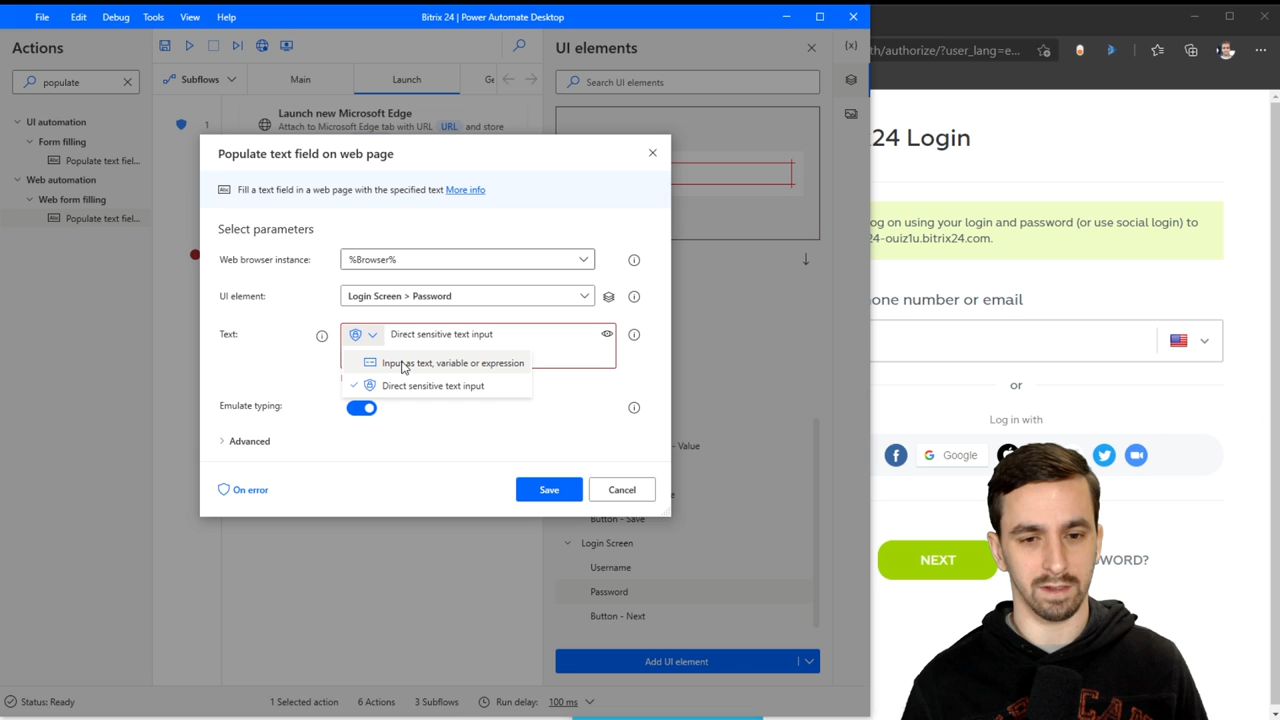 File Edit Debug Tools View Help
Bitrix 24 | Power Automate Desktop
Actions
populate
UI automation
Form filling
Populate text fiel...
Web automation
Web form filling
Populate text fiel...
Subflows
Main
Launch
Ge
1
Launch new Microsoft Edge
Attach to Microsoft Edge tab with URL URL and store
UI elements
Search UI elements
{x}
Populate text field on web page
Fill a text field in a web page with the specified text More info
Select parameters
Web browser instance:
%Browser%
UI element:
Login Screen > Password
Text:
Direct sensitive text input
Input as text, variable or expression
Direct sensitive text input
Emulate typing:
Advanced
On error
Save
Cancel
- Value
Button - Save
Login Screen
Username
Password
Button - Next
Add UI element
Status: Ready
1 Selected action
6 Actions
3 Subflows
Run delay:
100 ms
th/authorize/?user_lang=e...
24 Login
og on using your login and password (or use social login) to
24-ouiz1u.bitrix24.com.
one number or email
or
Log in with
Google
NEXT
WORD?